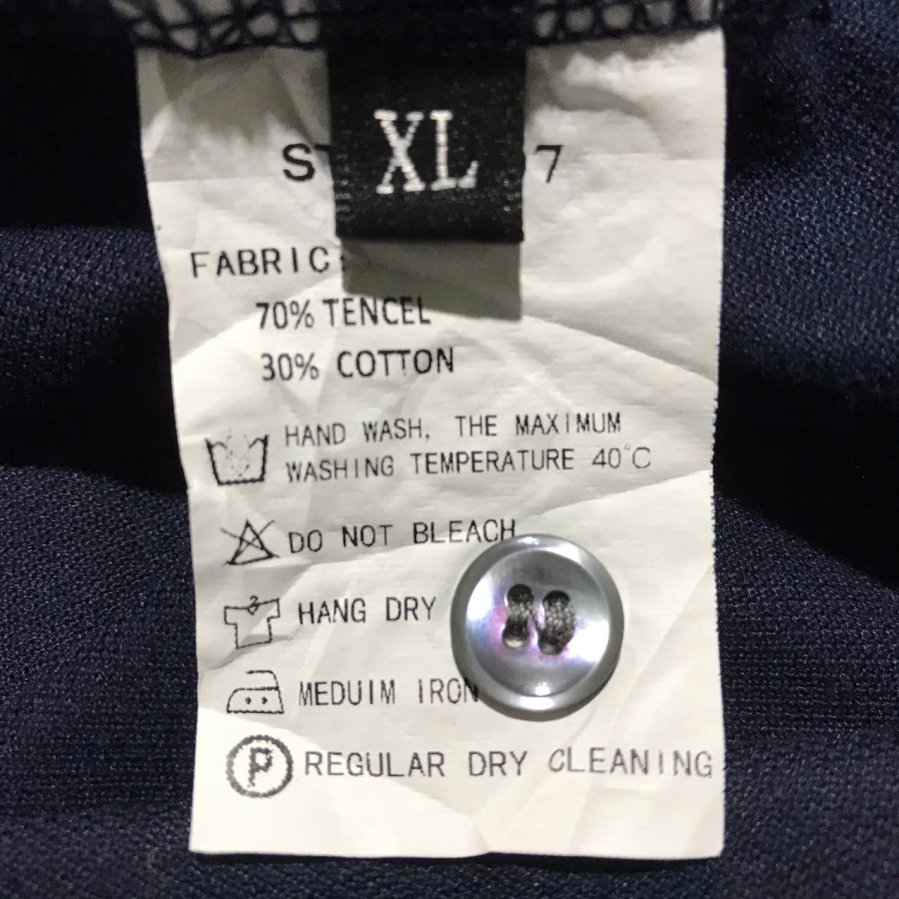 XL
7
FABRIC:
70% TENCEL
30% COTTON
HAND WASH, THE MAXIMUM
WASHING TEMPERATURE 40°C
DO NOT BLEACH
HANG DRY
MEDUIM IRON
P REGULAR DRY CLEANING